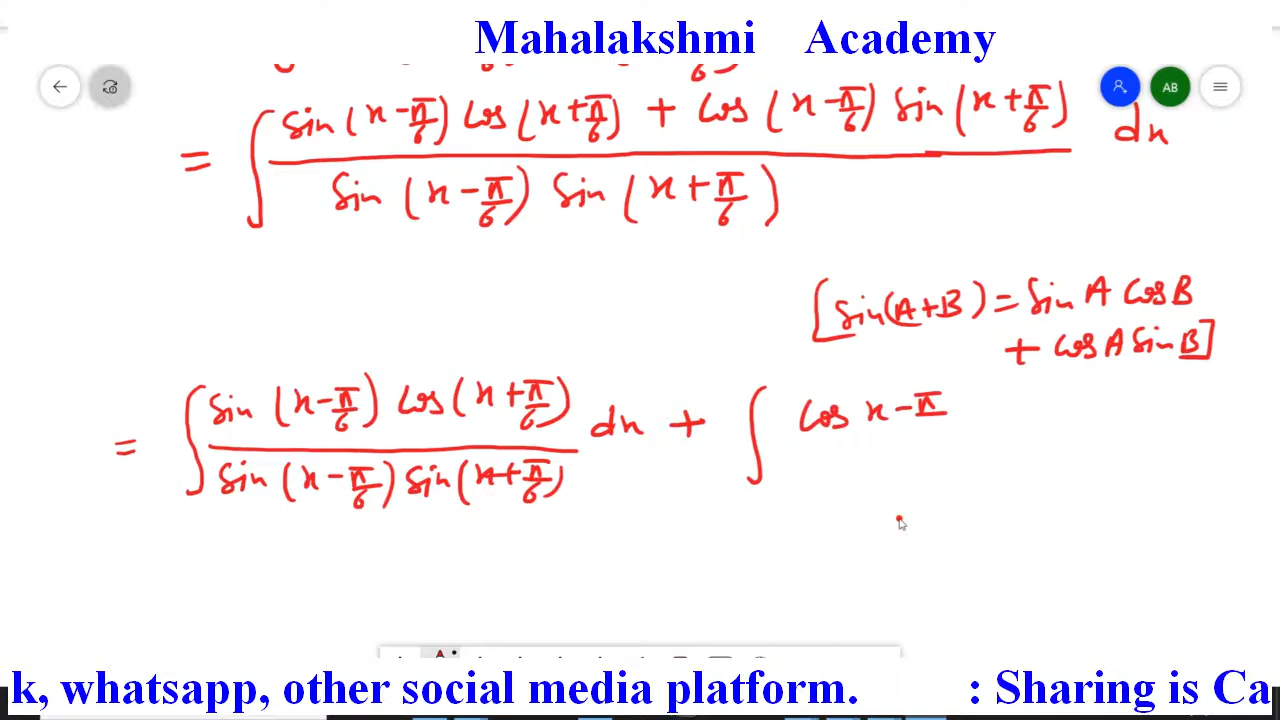 Mahalakshmi Academy
AB
= ∫ sin(x-π/6) cos(x+π/6) + cos(x-π/6) sin(x+π/6) / sin(x-π/6) sin(x+π/6) dx
[sin(A+B) = sin A cos B
+ cos A sin B]
= ∫ sin(x-π/6) cos(x+π/6) / sin(x-π/6) sin(x+π/6) dx + ∫ cos x-π
k, whatsapp, other social media platform. : Sharing is Ca